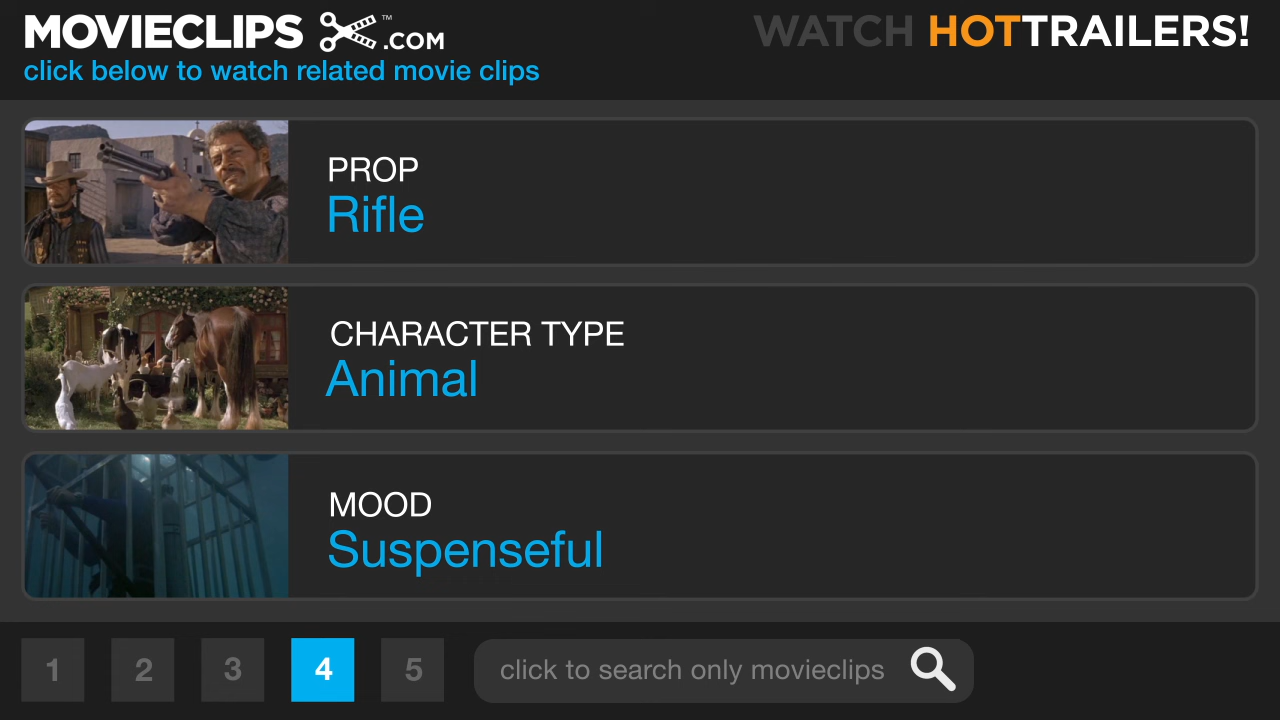 MOVIECLIPS ™ .COM
WATCH HOTTRAILERS!
click below to watch related movie clips
PROP
Rifle
CHARACTER TYPE
Animal
MOOD
Suspenseful
1 2 3 4 5
click to search only movieclips